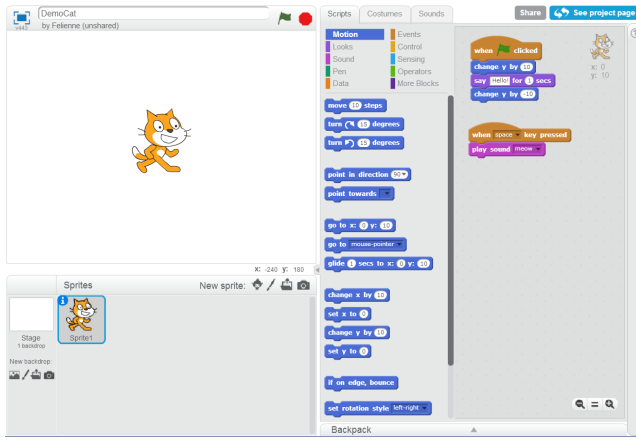 DemoCat
by Felienne (unshared)
v442
X: -240 y: 180
Sprites
New sprite:
Stage
1 backdrop
Sprite1
New backdrop:
Scripts
Costumes
Sounds
Share
See project page
Motion
Events
Looks
Control
Sound
Sensing
Pen
Operators
Data
More Blocks
move 10 steps
turn 15 degrees
turn 15 degrees
point in direction 90
point towards
go to x: 0 y: 10
go to mouse-pointer
glide 1 secs to x: 0 y: 10
change x by 10
set x to 0
change y by 10
set y to 0
if on edge, bounce
set rotation style left-right
when clicked
change y by 10
say Hello! for 1 secs
change y by -10
x: 0
y: 10
when space key pressed
play sound meow
Backpack